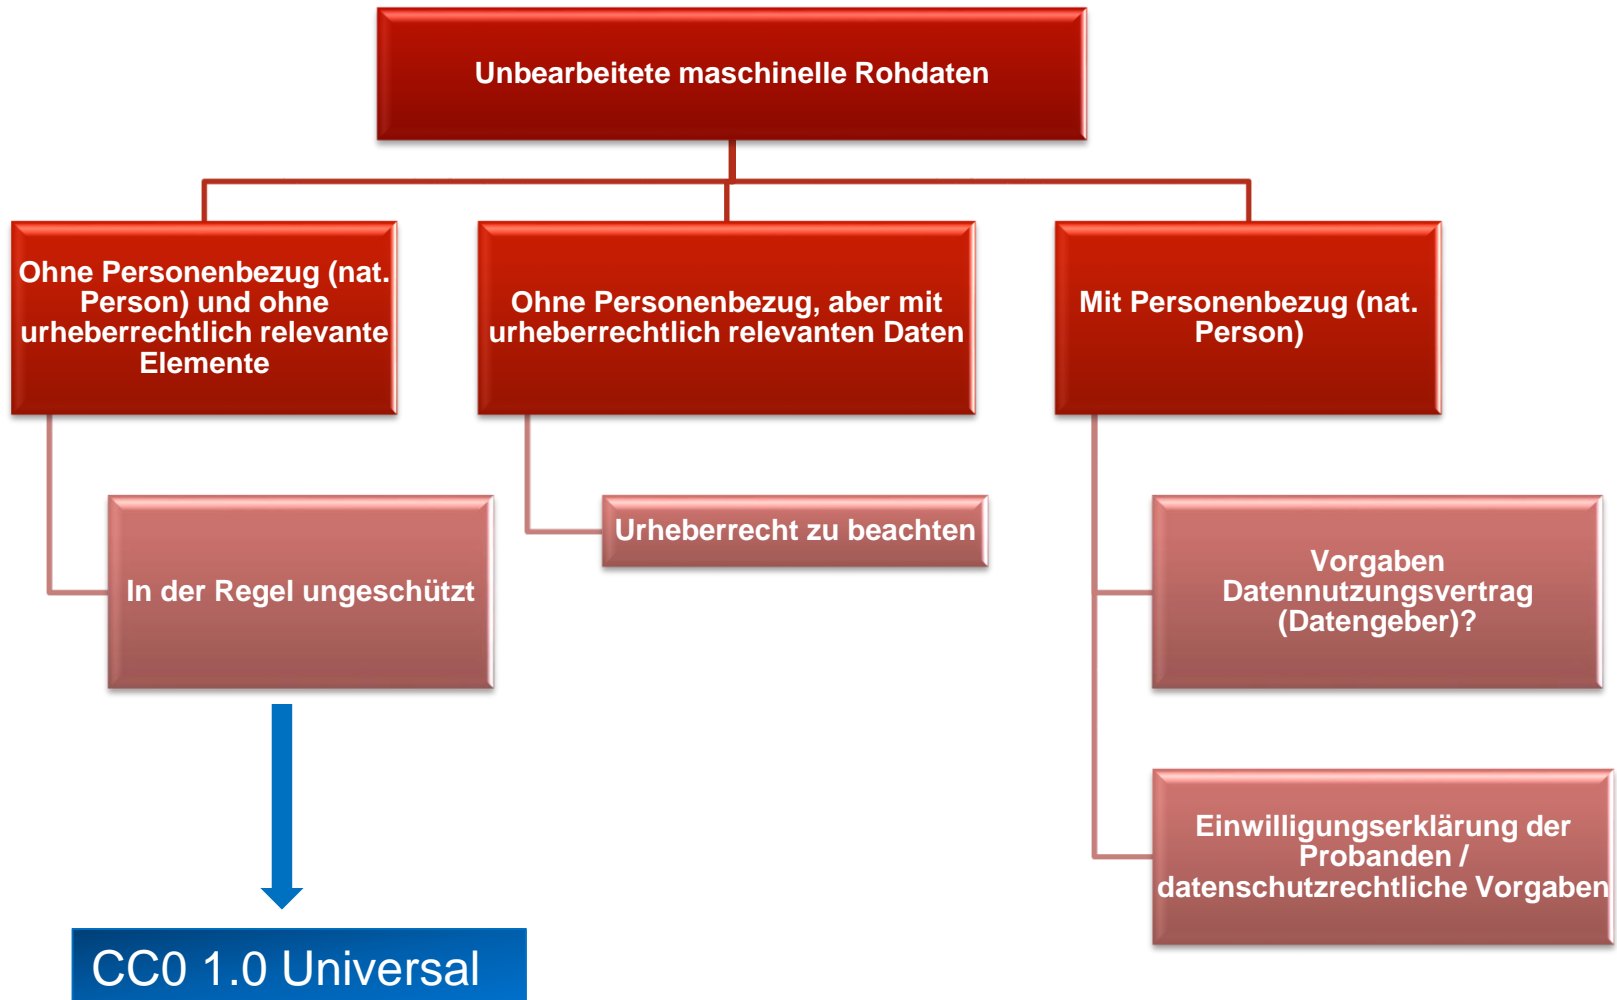 Unbearbeitete maschinelle Rohdaten
Ohne Personenbezug (nat.
Person) und ohne
urheberrechtlich relevante
Elemente
Ohne Personenbezug, aber mit
urheberrechtlich relevanten Daten
Mit Personenbezug (nat.
Person)
In der Regel ungeschützt
Urheberrecht zu beachten
Vorgaben
Datennutzungsvertrag
(Datengeber)?
Einwilligungserklärung der
Probanden /
datenschutzrechtliche Vorgaben
CC0 1.0 Universal